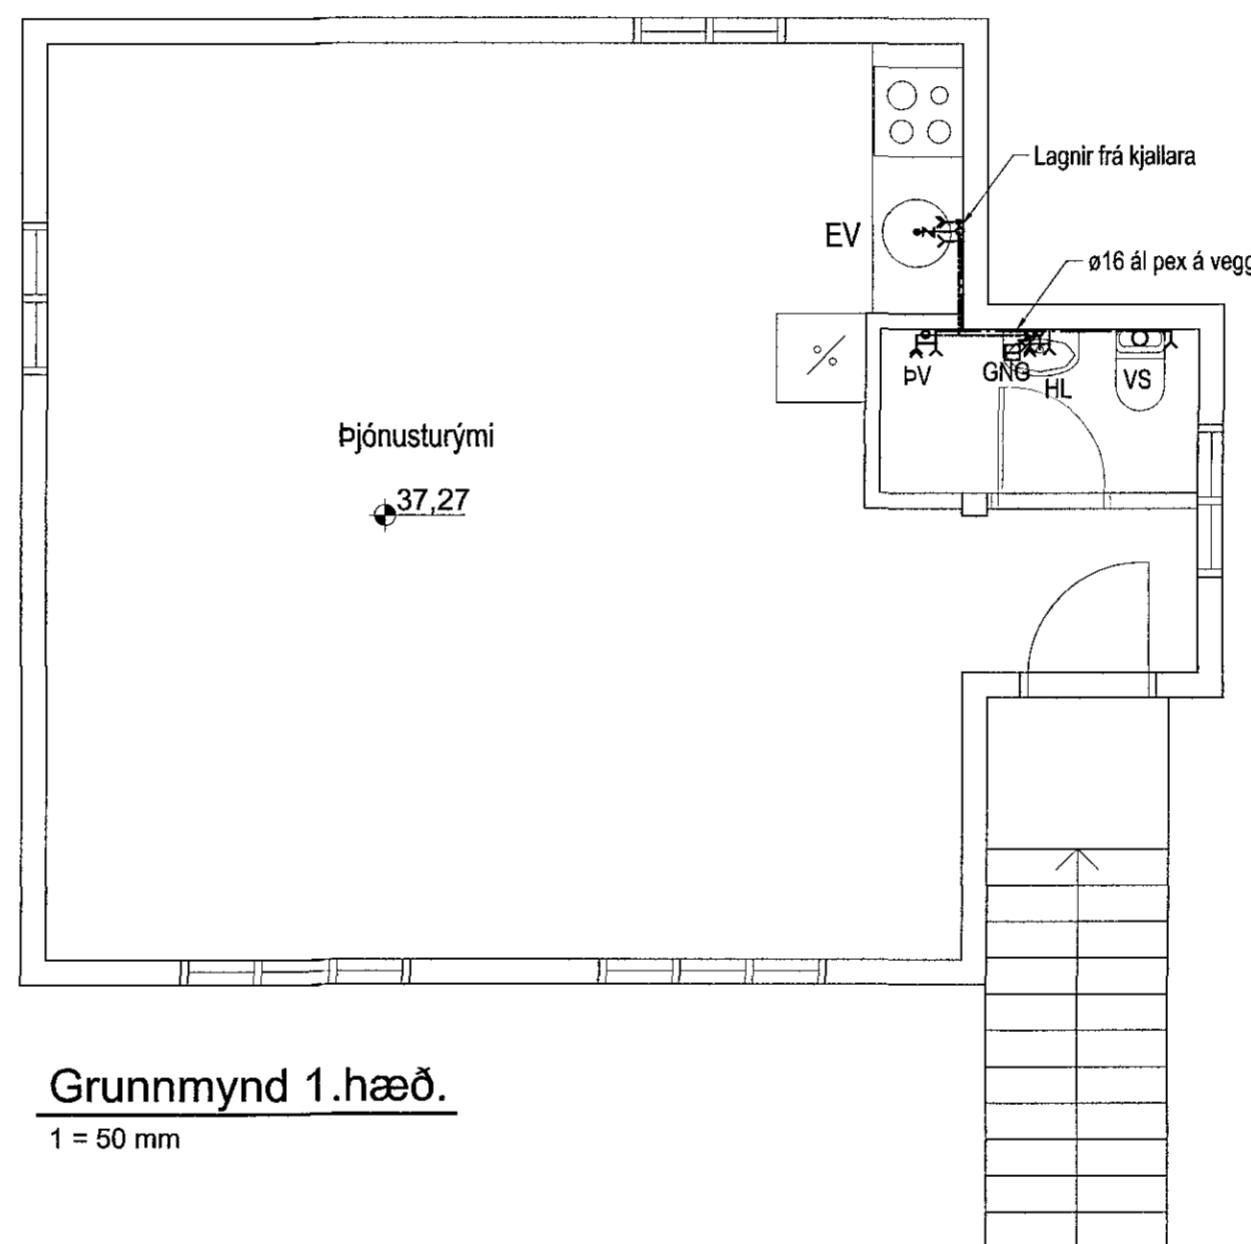 Lagnir frá kjallara
EV
ø16 ál pex á vegg
ÞV
GNG
HL
VS
Þjónusturými
37,27
Grunnmynd 1.hæð.
1 = 50 mm